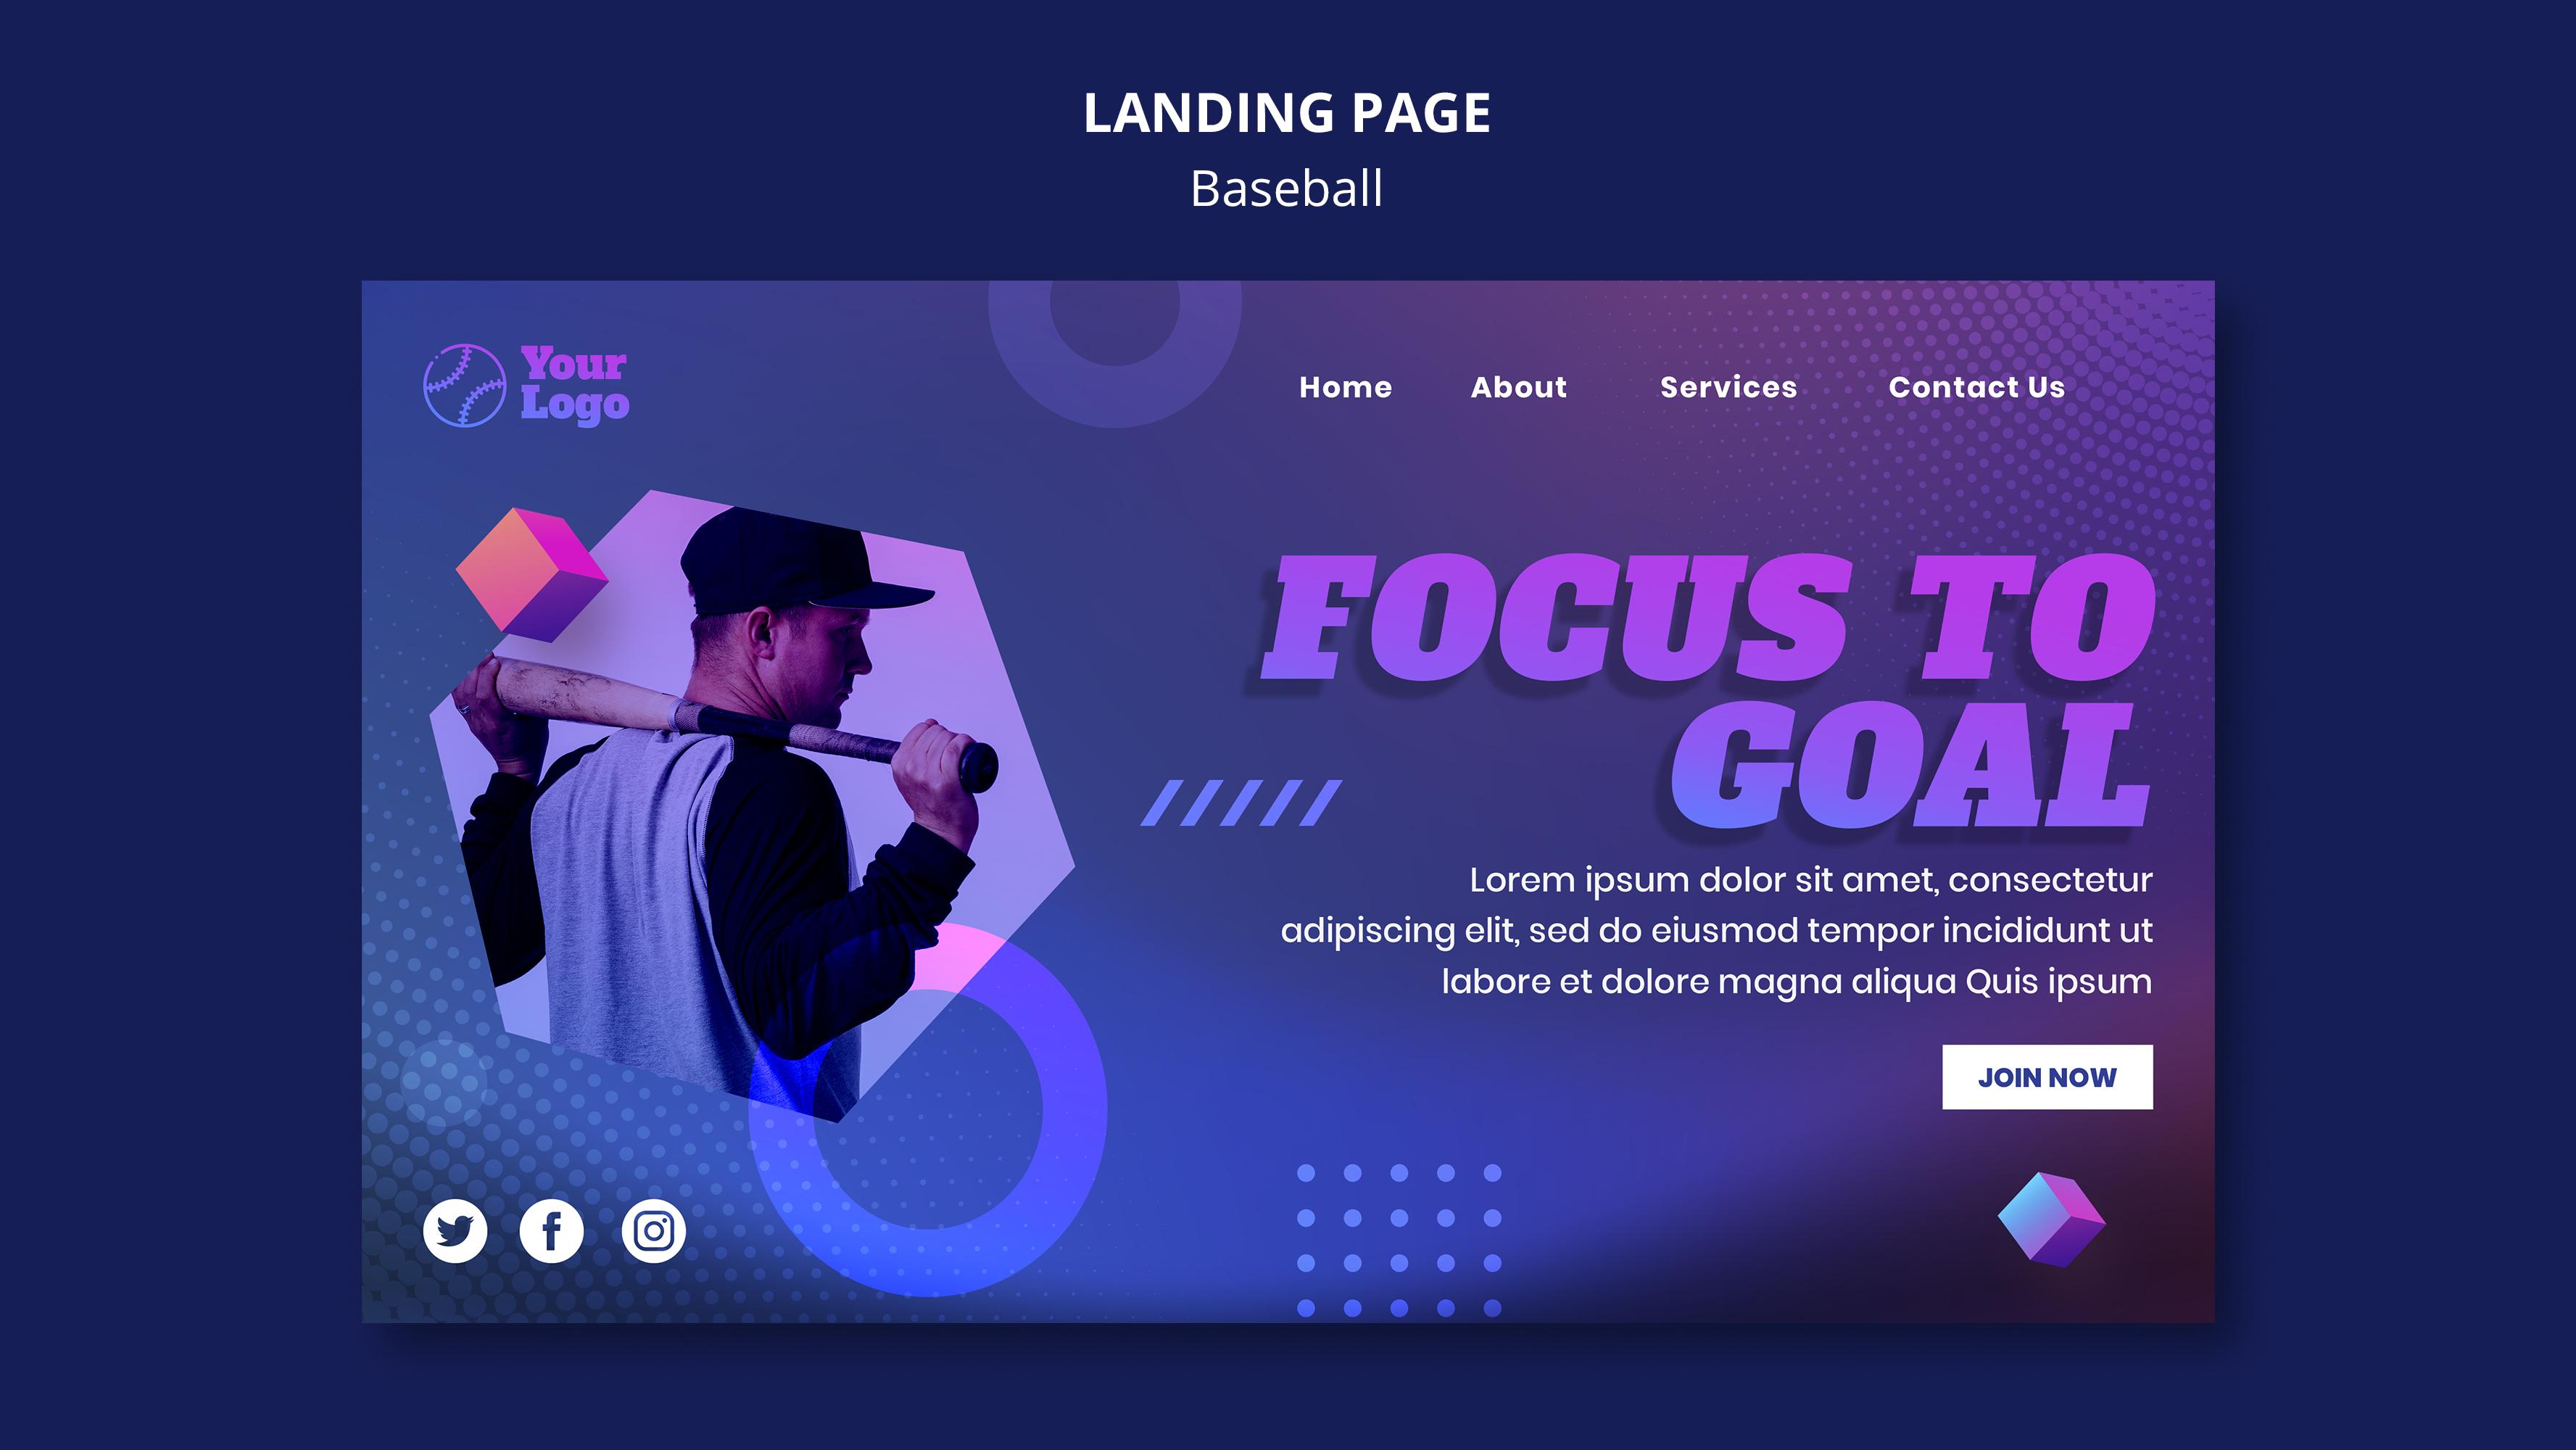 LANDING PAGE
Baseball
Your
Logo
Home About Services Contact Us
FOCUS TO
GOAL
Lorem ipsum dolor sit amet, consectetur
adipiscing elit, sed do eiusmod tempor incididunt ut
labore et dolore magna aliqua Quis ipsum
JOIN NOW